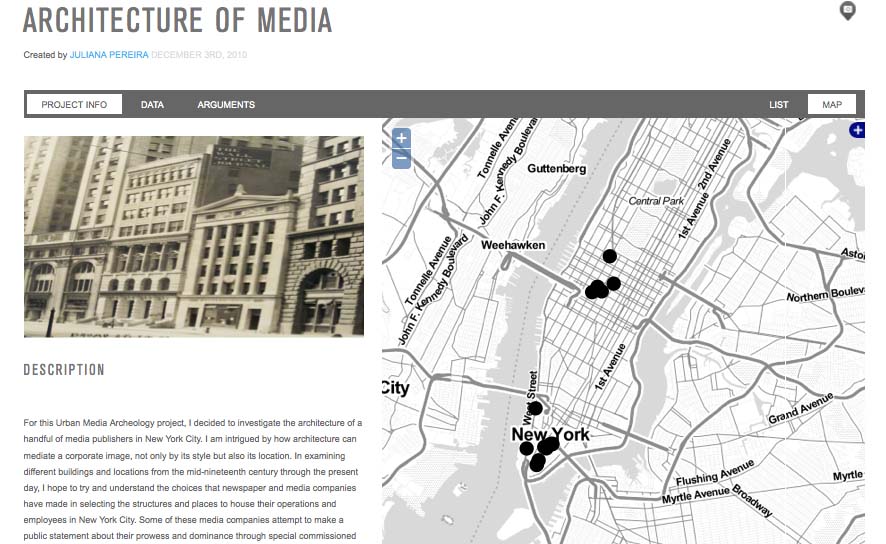 ARCHITECTURE OF MEDIA
Created by JULIANA PEREIRA DECEMBER 3RD, 2010
PROJECT INFO DATA ARGUMENTS LIST MAP
THE
WALL
STREET
JOURNAL
DESCRIPTION
For this Urban Media Archeology project, I decided to investigate the architecture of a
handful of media publishers in New York City. I am intrigued by how architecture can
mediate a corporate image, not only by its style but also its location. In examining
different buildings and locations from the mid-nineteenth century through the present
day, I hope to try and understand the choices that newspaper and media companies
have made in selecting the structures and places to house their operations and
employees in New York City. Some of these media companies attempt to make a
public statement about their prowess and dominance through special commissioned
+
−
+
Tonnelle Avenue
John F. Kennedy Boulevard
Guttenberg
Central Park
2nd Avenue
1st Avenue
Weehawken
Tonnelle Avenue
John F. Kennedy Boulevard
Asto
Northern Boulev
1st Avenue
City
West Street
New York
Grand Avenue
Flushing Avenue
Myrtle Avenue
Broadway
Myrtle